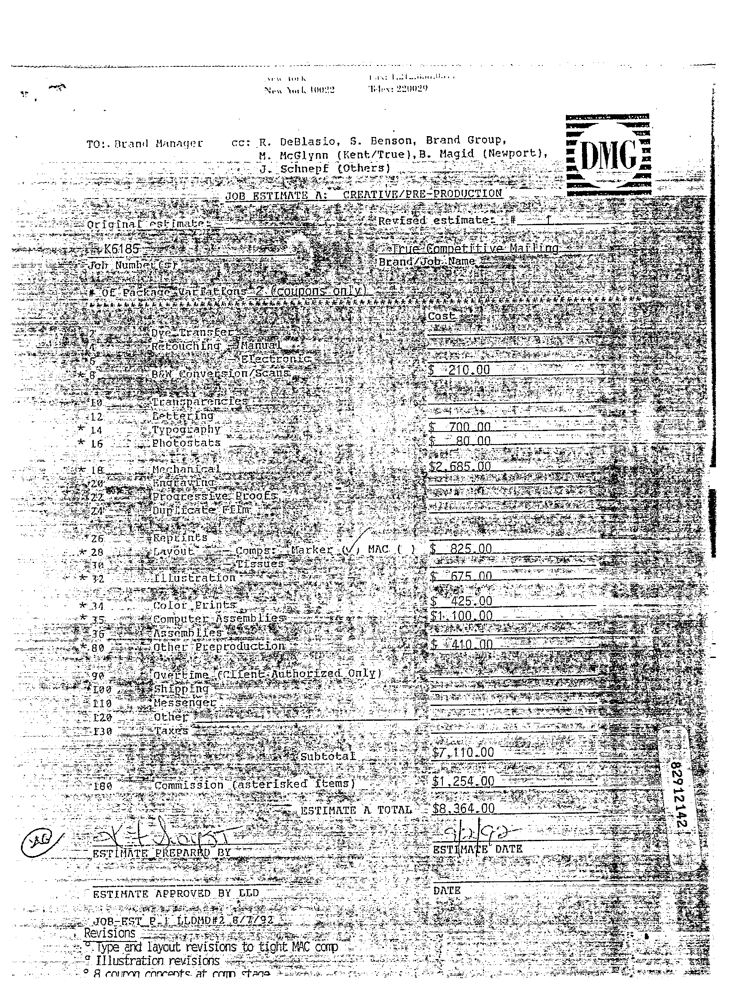 New York
New York 10022 Telex: 220029
TO: Brand Manager cc: R. DeBlasio, S. Benson, Brand Group,
M. McGlynn (Kent/True), B. Magid (Newport),
J. Schnepf (Others)
DMG
JOB ESTIMATE A: CREATIVE/PRE-PRODUCTION
Original estimate: Revised estimate: # 1
K6185 True Competitive Mailing
Job Number(s) Brand/Job Name
# of Package Variations 2 (coupons only)
Cost
Dye Transfer
Retouching Manual
Electronic
* 8 B&W Conversion/Scans $ 210.00
10 Transparencies
12 Lettering
* 14 Typography $ 700.00
* 16 Photostats $ 80.00
* 18 Mechanical $2,685.00
20 Engraving
22 Progressive Proofs
24 Duplicate Film
* 26 Reprints
* 28 Layout Comps: Marker (✓) MAC ( ) $ 825.00
30 Tissues
* 32 Illustration $ 675.00
* 34 Color Prints $ 425.00
* 35 Computer Assemblies $1,100.00
* 36 Assemblies
* 80 Other Preproduction $ 410.00
90 Overtime (Client Authorized Only)
100 Shipping
110 Messenger
120 Other
130 Taxes
Subtotal $7,110.00
180 Commission (asterisked items) $1,254.00
ESTIMATE A TOTAL $8,364.00
9/2/92
ESTIMATE PREPARED BY ESTIMATE DATE
ESTIMATE APPROVED BY LLD DATE
JOB-EST P.1 LLDMD#2 8/7/92
Revisions
° Type and layout revisions to tight MAC comp
° Illustration revisions
° 8 coupon concepts at comp stage
82912142